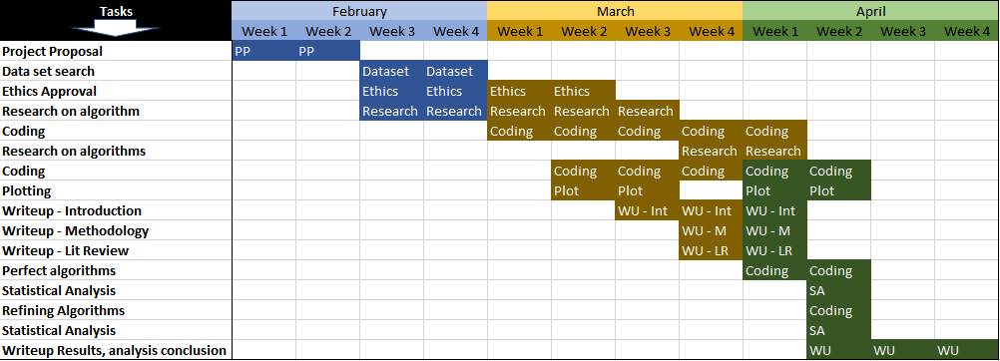 Tasks February March April
Week 1 Week 2 Week 3 Week 4 Week 1 Week 2 Week 3 Week 4 Week 1 Week 2 Week 3 Week 4
Project Proposal PP PP
Data set search Dataset Dataset
Ethics Approval Ethics Ethics Ethics Ethics
Research on algorithm Research Research Research Research Research
Coding Coding Coding Coding Coding Coding
Research on algorithms Research Research
Coding Coding Coding Coding Coding Coding
Plotting Plot Plot Plot Plot
Writeup - Introduction WU - Int WU - Int WU - Int
Writeup - Methodology WU - M WU - M
Writeup - Lit Review WU - LR WU - LR
Perfect algorithms Coding Coding
Statistical Analysis SA
Refining Algorithms Coding
Statistical Analysis SA
Writeup Results, analysis conclusion WU WU WU